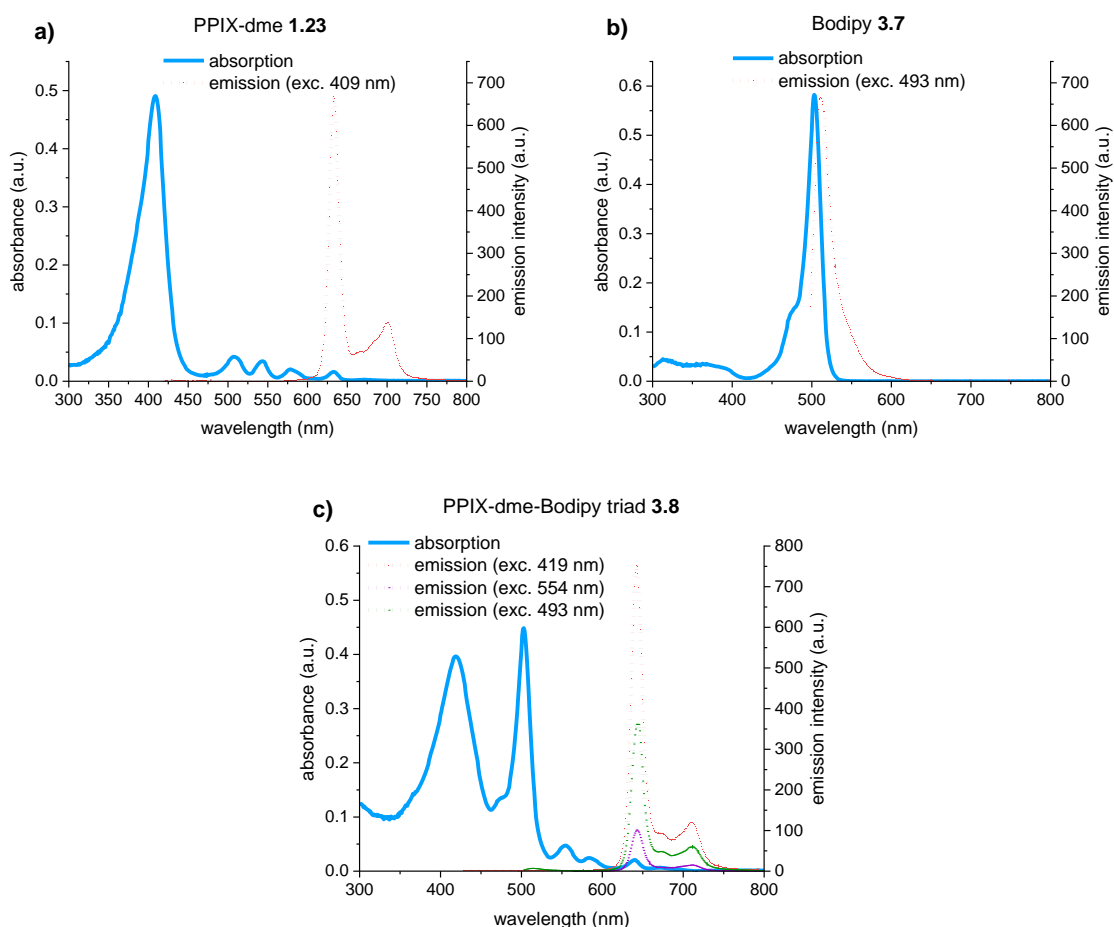 a)
PPIX-dme 1.23
absorption
emission (exc. 409 nm)
absorbance (a.u.)
0.5
0.4
0.3
0.2
0.1
0.0
700
600
500
400
300
200
100
0
emission intensity (a.u.)
300 350 400 450 500 550 600 650 700 750 800
wavelength (nm)
b)
Bodipy 3.7
absorption
emission (exc. 493 nm)
absorbance (a.u.)
0.6
0.5
0.4
0.3
0.2
0.1
0.0
700
600
500
400
300
200
100
0
emission intensity (a.u.)
300 400 500 600 700 800
wavelength (nm)
c)
PPIX-dme-Bodipy triad 3.8
absorption
emission (exc. 419 nm)
emission (exc. 554 nm)
emission (exc. 493 nm)
absorbance (a.u.)
0.6
0.5
0.4
0.3
0.2
0.1
0.0
800
700
600
500
400
300
200
100
0
emission intensity (a.u.)
300 400 500 600 700 800
wavelength (nm)